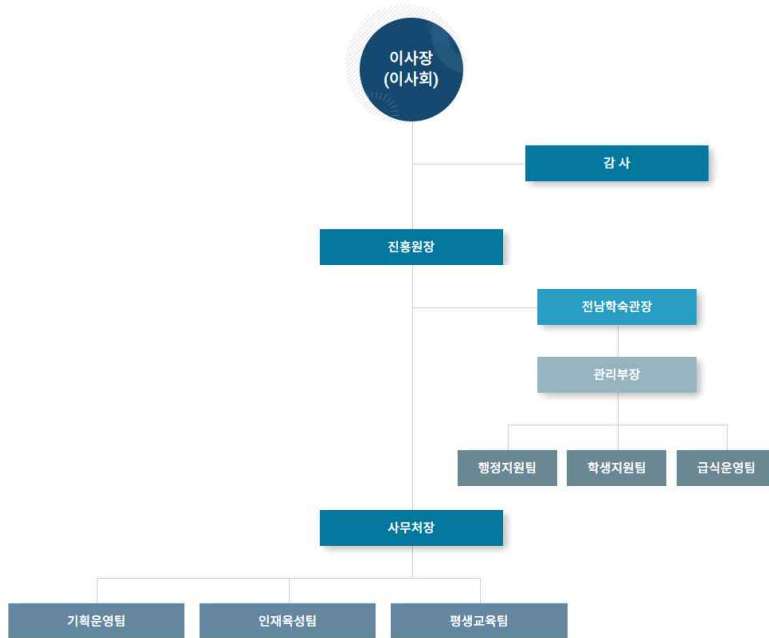 이사장
(이사회)
감 사
진흥원장
전남학숙관장
관리부장
행정지원팀
학생지원팀
급식운영팀
사무처장
기획운영팀
인재육성팀
평생교육팀